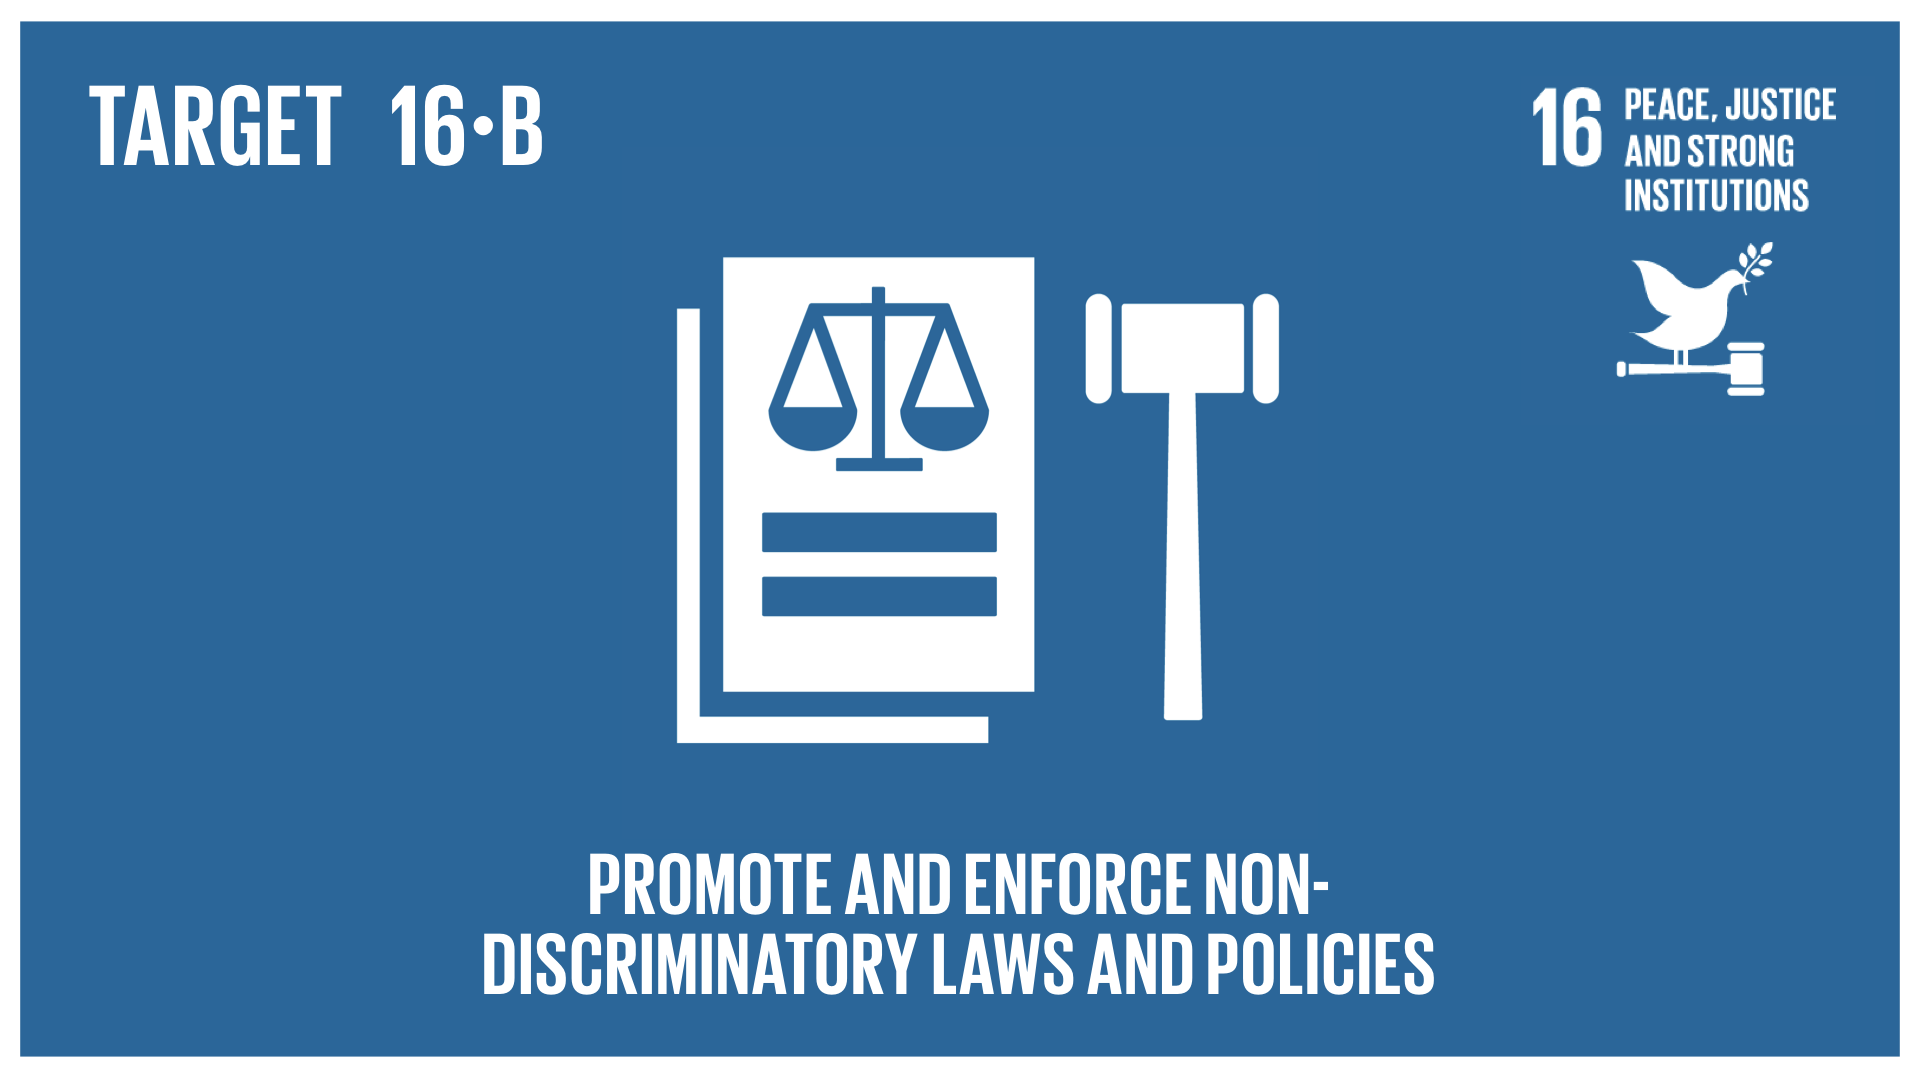 TARGET 16•B
16 PEACE, JUSTICE
AND STRONG
INSTITUTIONS
PROMOTE AND ENFORCE NON-
DISCRIMINATORY LAWS AND POLICIES